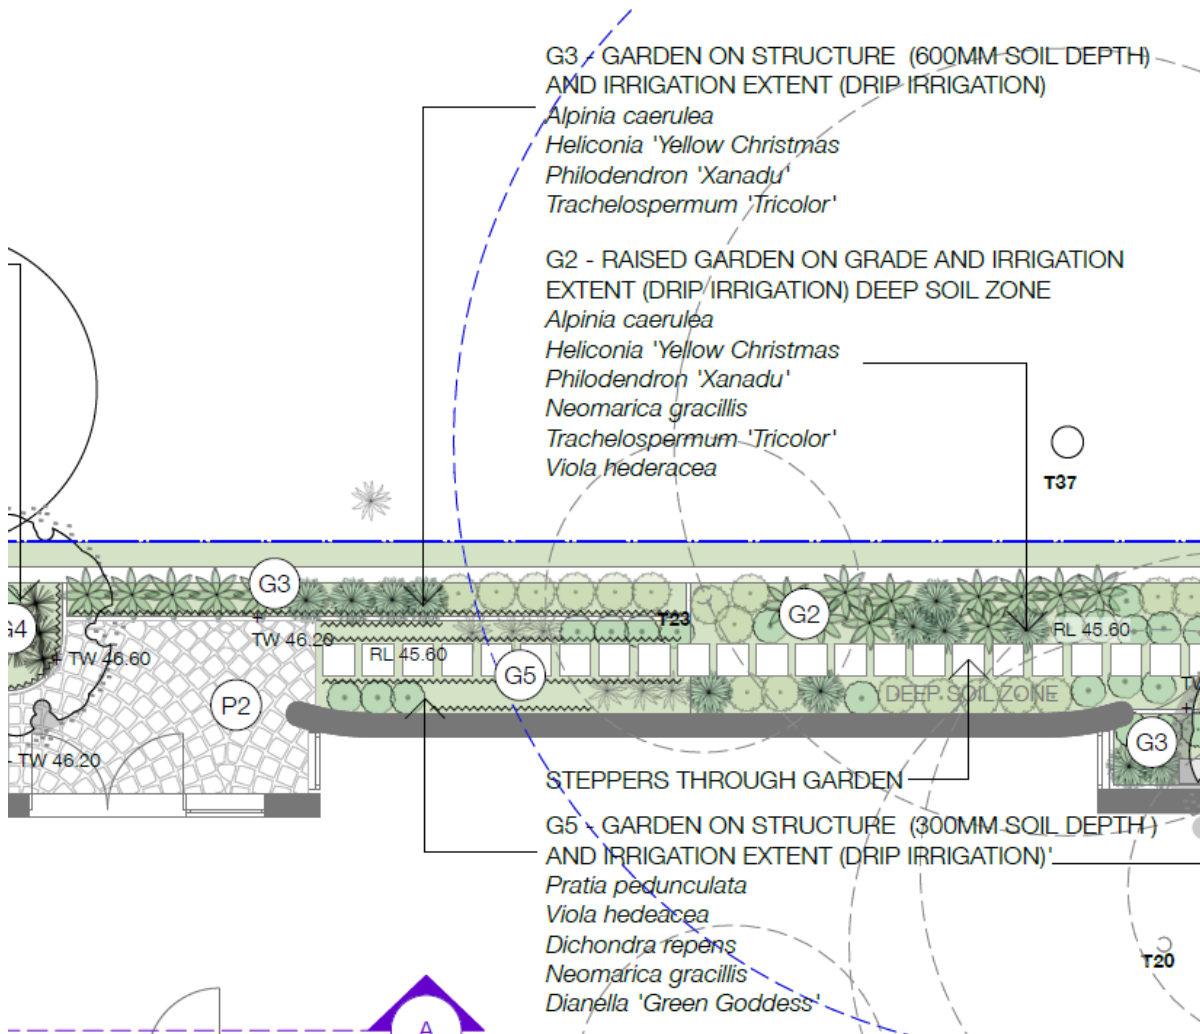 G3 - GARDEN ON STRUCTURE (600MM SOIL DEPTH)
AND IRRIGATION EXTENT (DRIP IRRIGATION)
Alpinia caerulea
Heliconia 'Yellow Christmas
Philodendron 'Xanadu'
Trachelospermum 'Tricolor'
G2 - RAISED GARDEN ON GRADE AND IRRIGATION
EXTENT (DRIP IRRIGATION) DEEP SOIL ZONE
Alpinia caerulea
Heliconia 'Yellow Christmas
Philodendron 'Xanadu'
Neomarica gracillis
Trachelospermum 'Tricolor'
Viola hederacea
T37
G3
G2
G4
T23
TW 46.20
RL 45.60
RL 45.60
TW 46.60
G5
P2
DEEP SOIL ZONE
G3
TW 46.20
STEPPERS THROUGH GARDEN
G5 - GARDEN ON STRUCTURE (300MM SOIL DEPTH )
AND IRRIGATION EXTENT (DRIP IRRIGATION)'
Pratia pedunculata
Viola hedeacea
Dichondra repens
Neomarica gracillis
Dianella 'Green Goddess'
T20
A